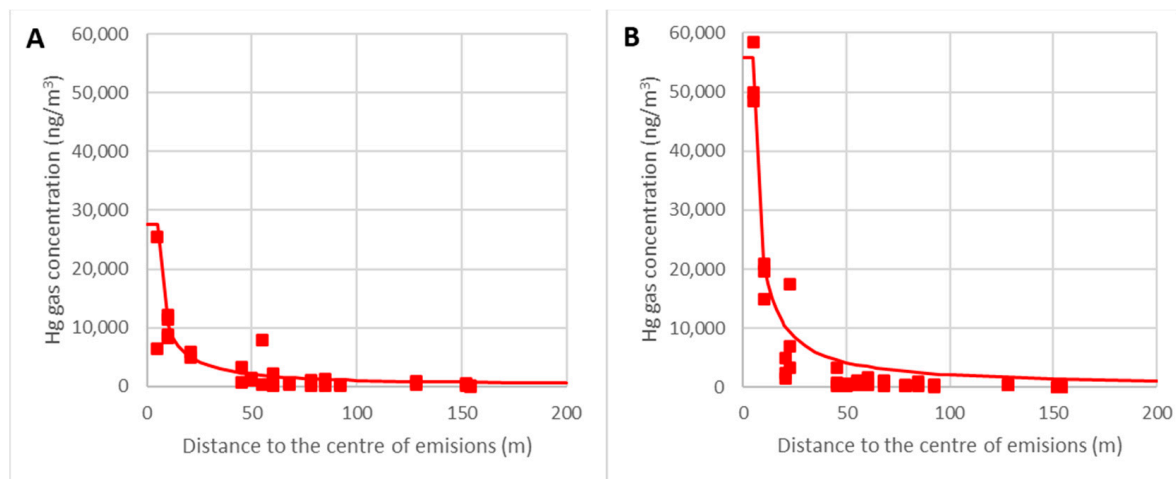 A
60,000
50,000
40,000
30,000
20,000
10,000
0
Hg gas concentration (ng/m³)
0 50 100 150 200
Distance to the centre of emisions (m)
B
60,000
50,000
40,000
30,000
20,000
10,000
0
Hg gas concentration (ng/m³)
0 50 100 150 200
Distance to the centre of emisions (m)